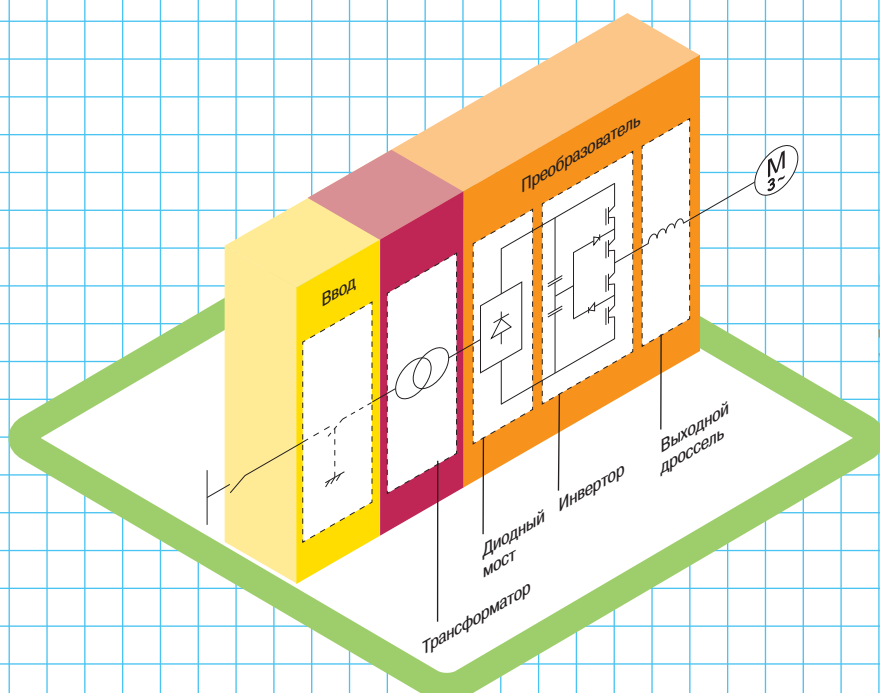 Преобразователь
M
3~
Ввод
Выходной
дроссель
Инвертор
Диодный
мост
Трансформатор